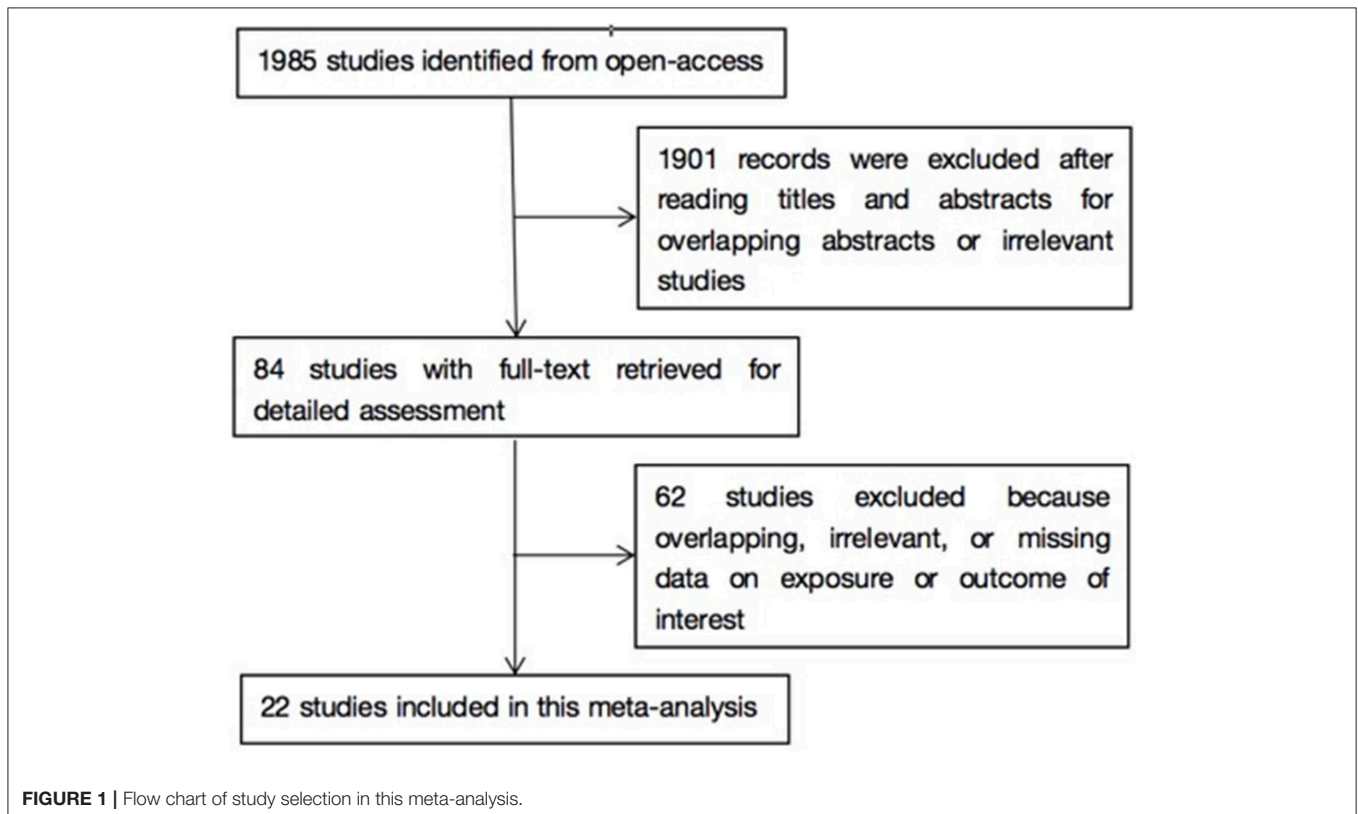 1985 studies identified from open-access
1901 records were excluded after
reading titles and abstracts for
overlapping abstracts or irrelevant
studies
84 studies with full-text retrieved for
detailed assessment
62 studies excluded because
overlapping, irrelevant, or missing
data on exposure or outcome of
interest
22 studies included in this meta-analysis
FIGURE 1 | Flow chart of study selection in this meta-analysis.